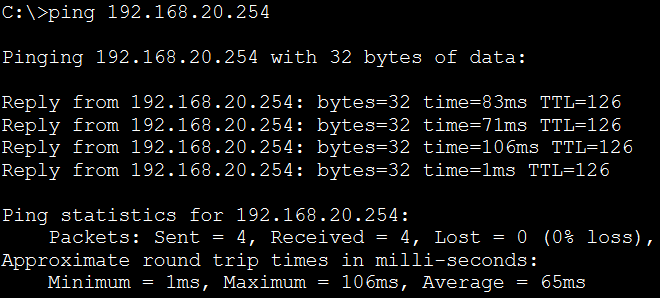 C:\>ping 192.168.20.254
Pinging 192.168.20.254 with 32 bytes of data:
Reply from 192.168.20.254: bytes=32 time=83ms TTL=126
Reply from 192.168.20.254: bytes=32 time=71ms TTL=126
Reply from 192.168.20.254: bytes=32 time=106ms TTL=126
Reply from 192.168.20.254: bytes=32 time=1ms TTL=126
Ping statistics for 192.168.20.254:
    Packets: Sent = 4, Received = 4, Lost = 0 (0% loss),
Approximate round trip times in milli-seconds:
    Minimum = 1ms, Maximum = 106ms, Average = 65ms